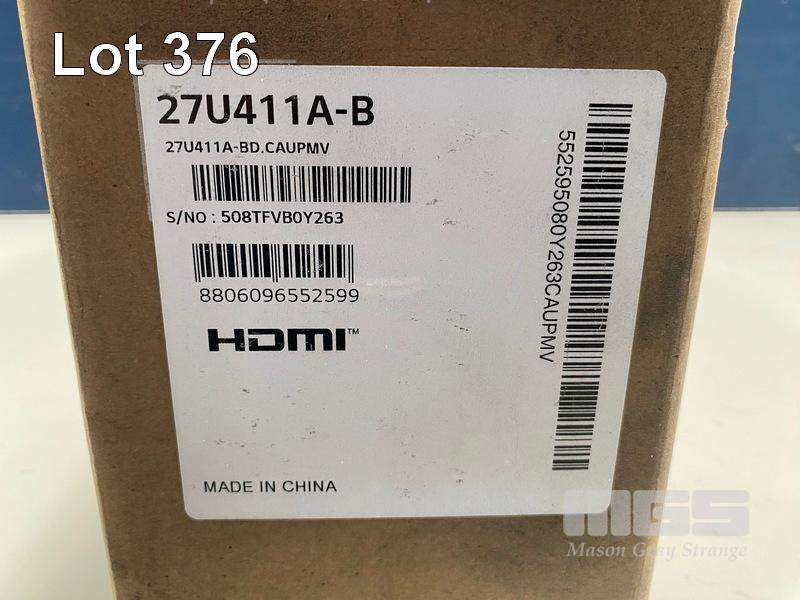 Lot 376
27U411A-B
27U411A-BD.CAUPMV
S/NO : 508TFVB0Y263
8806096552599
HDMI™
MADE IN CHINA
552595080Y263CAUPMV
MGS
Mason Gray Strange